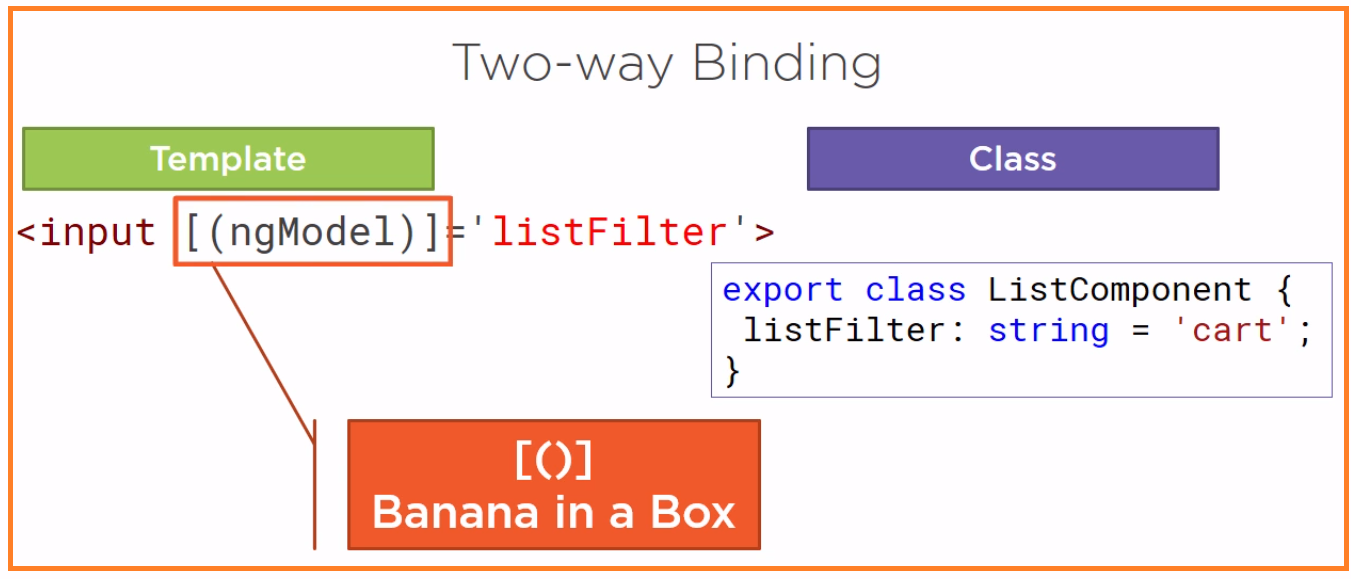 Two-way Binding
Template
Class
<input [(ngModel)]='listFilter'>
export class ListComponent {
listFilter: string = 'cart';
}
[()]
Banana in a Box